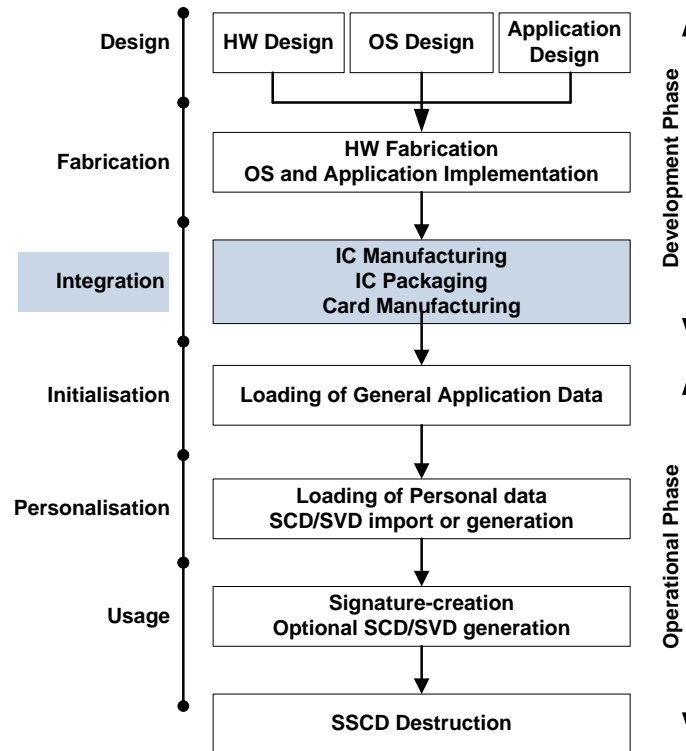 Design
HW Design
OS Design
Application
Design
Fabrication
HW Fabrication
OS and Application Implementation
Development Phase
Integration
IC Manufacturing
IC Packaging
Card Manufacturing
Initialisation
Loading of General Application Data
Personalisation
Loading of Personal data
SCD/SVD import or generation
Operational Phase
Usage
Signature-creation
Optional SCD/SVD generation
SSCD Destruction